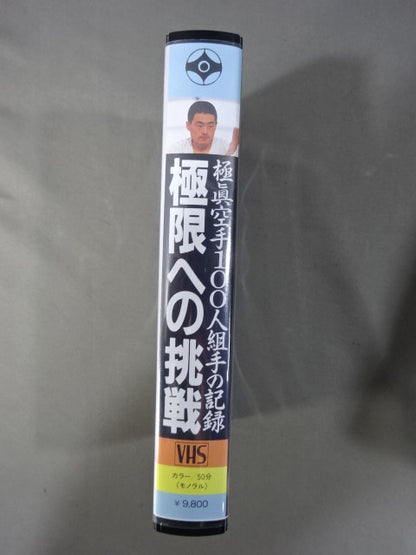 極眞空手100人組手の記録
極限への挑戦
VHS
カラー 50分
(モノラル)
¥9,800